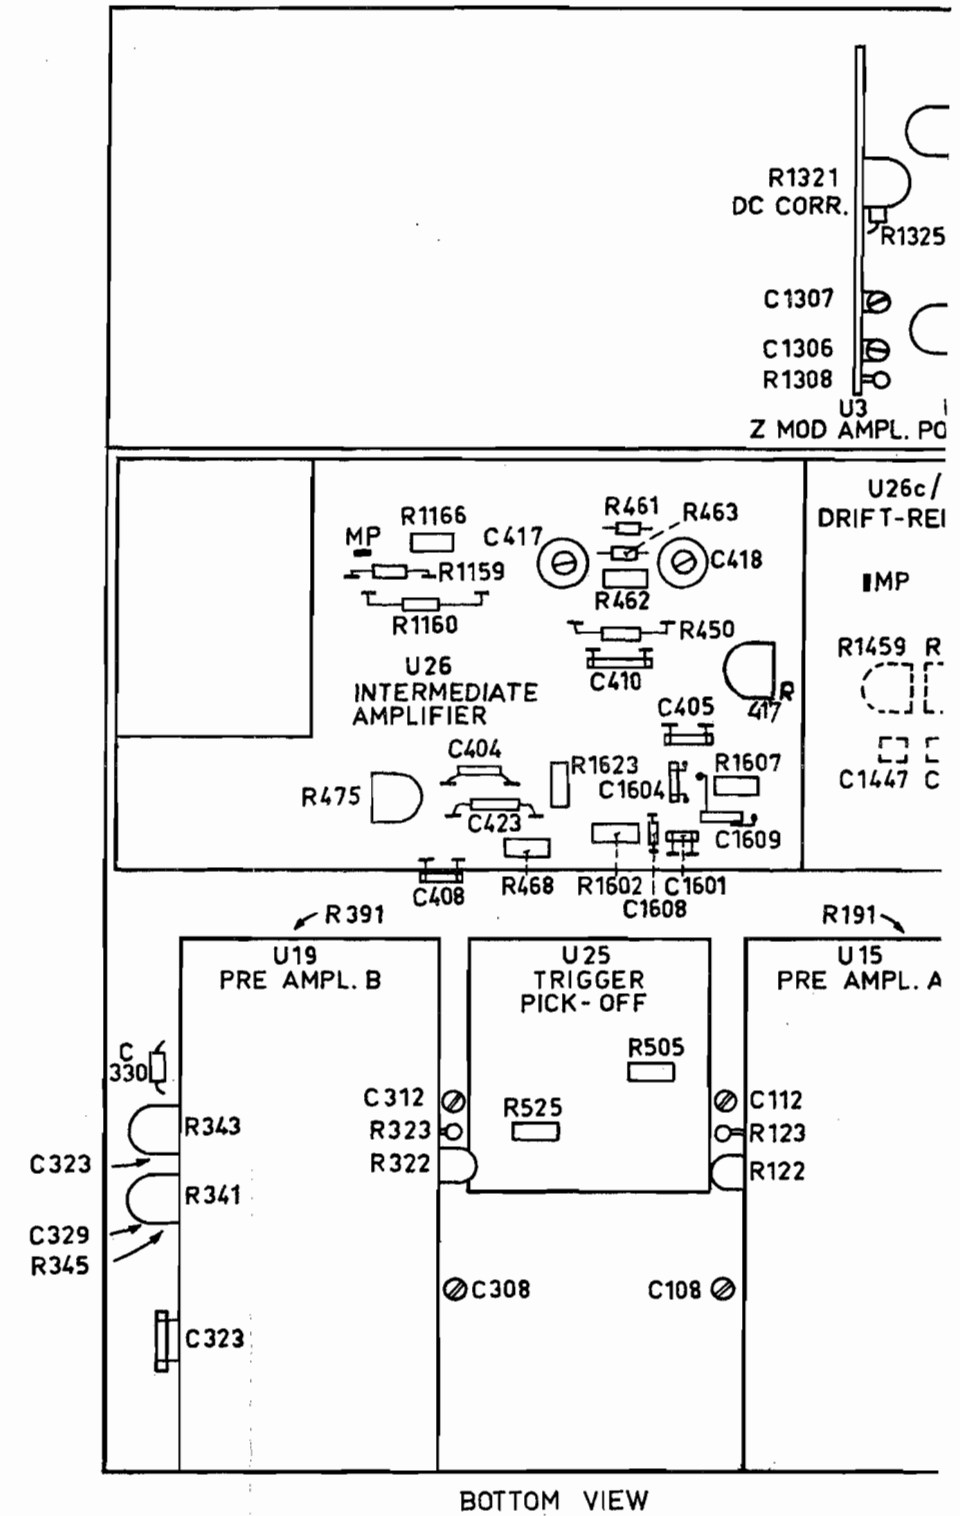 R1321
DC CORR.
R1325
C1307
C1306
R1308
U3
Z MOD AMPL. PO
U26c/
DRIFT-REI
R461
R463
R1166
MP
C417
C418
R1159
R462
MP
R1160
R450
R1459 R
U26
C410
INTERMEDIATE
AMPLIFIER
R
417
C405
C404
R1623
R1607
C1447 C
R475
C1604
C423
C1609
R468
R1602
C1601
C408
C1608
R391
R191
U19
PRE AMPL. B
U25
TRIGGER
PICK-OFF
U15
PRE AMPL. A
R505
C
330
C312
R525
C112
R343
R323
R123
C323
R322
R122
R341
C329
R345
C308
C108
C323
BOTTOM VIEW